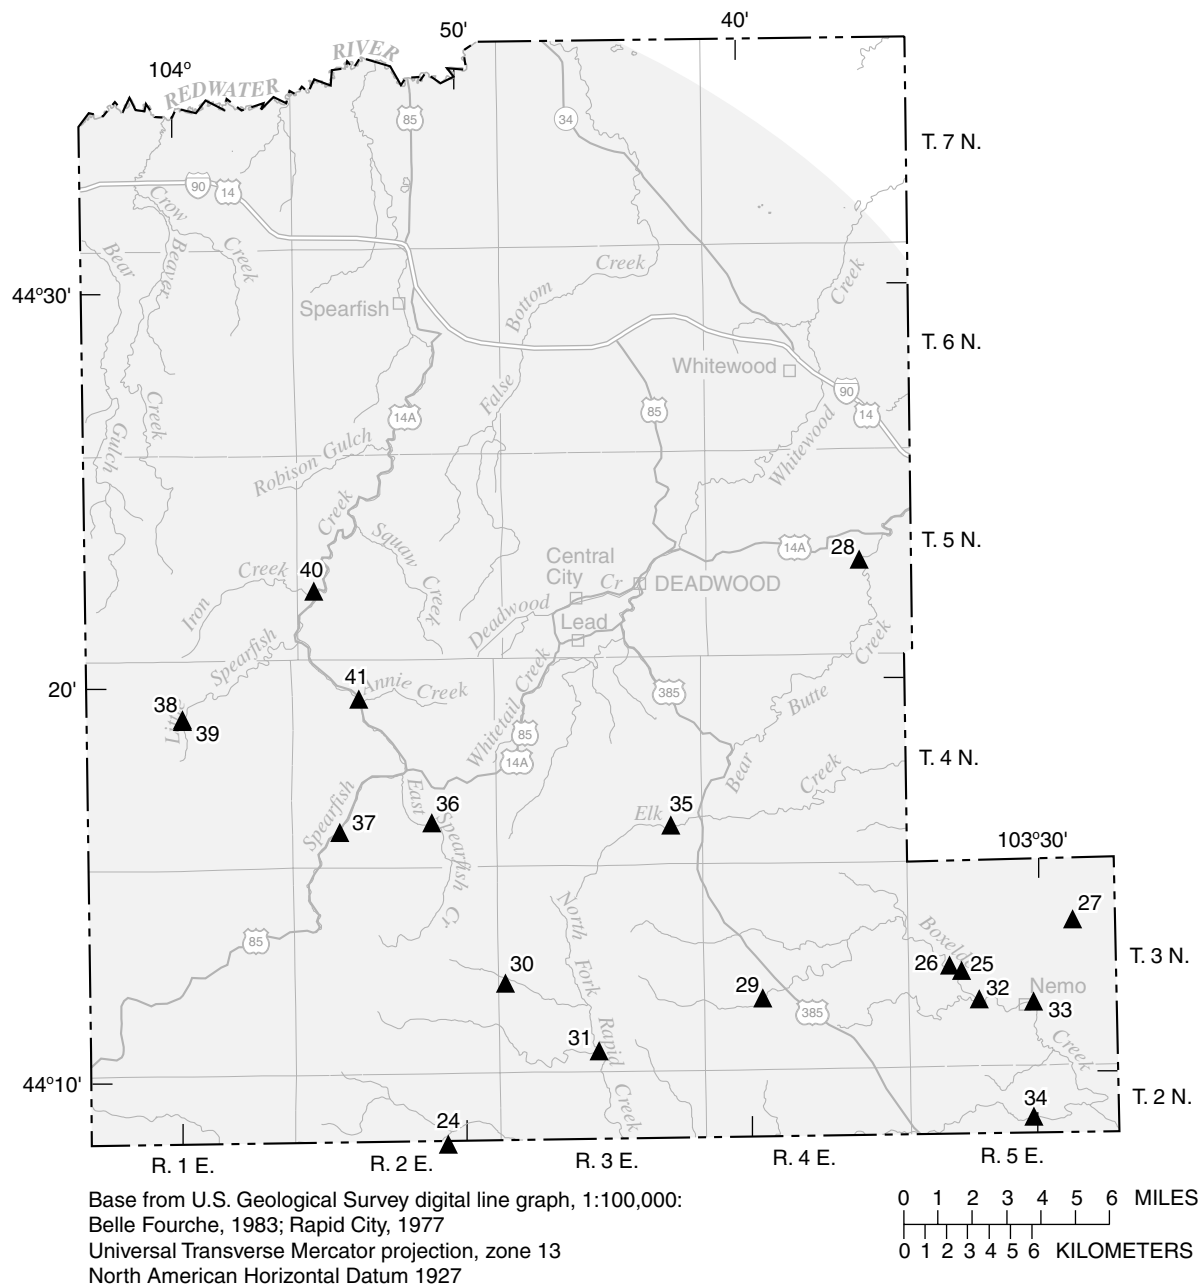 40'
50'
RIVER
104°
REDWATER
85
34
T. 7 N.
90
14
Crow
Creek
Bear
Beaver
Creek
Creek
44°30'
Spearfish
Bottom
T. 6 N.
Whitewood
False
90
14
85
14A
Creek
Gulch
Robison Gulch
Whitewood
Creek
Squaw
Creek
T. 5 N.
28
14A
Central
City
Cr
DEADWOOD
40
Creek
Iron
Deadwood
Lead
Spearfish
Creek
20'
41
Annie Creek
Whitetail Creek
385
Butte
38
39
Little
85
14A
Bear
Creek
T. 4 N.
East
36
Spearfish
Cr
Spearfish
37
Elk
35
103°30'
27
North
Fork
Rapid
Creek
85
Boxelder
T. 3 N.
30
26
25
29
32
Nemo
33
385
31
Creek
44°10'
T. 2 N.
34
24
R. 1 E.
R. 2 E.
R. 3 E.
R. 4 E.
R. 5 E.
Base from U.S. Geological Survey digital line graph, 1:100,000:
Belle Fourche, 1983; Rapid City, 1977
Universal Transverse Mercator projection, zone 13
North American Horizontal Datum 1927
0 1 2 3 4 5 6 MILES
0 1 2 3 4 5 6 KILOMETERS